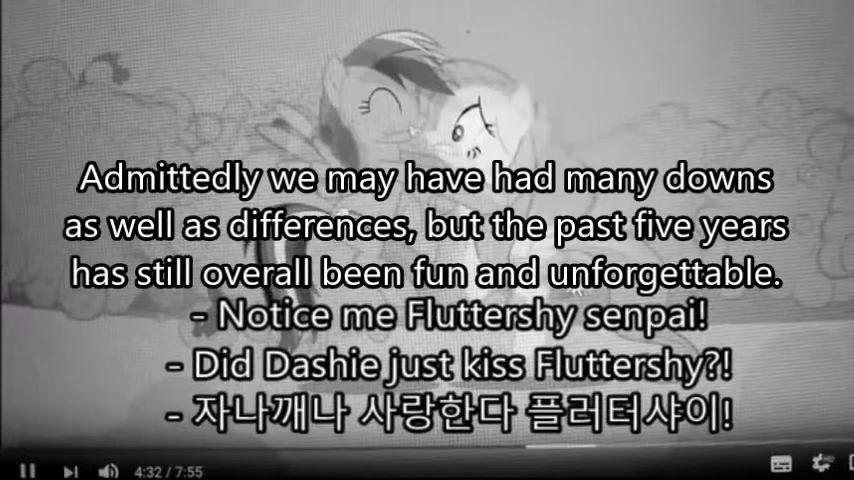 Admittedly we may have had many downs
as well as differences, but the past five years
has still overall been fun and unforgettable.
- Notice me Fluttershy senpai!
- Did Dashie just kiss Fluttershy?!
- 자나깨나 사랑한다 플러터샤이!
4:32 / 7:55
HD